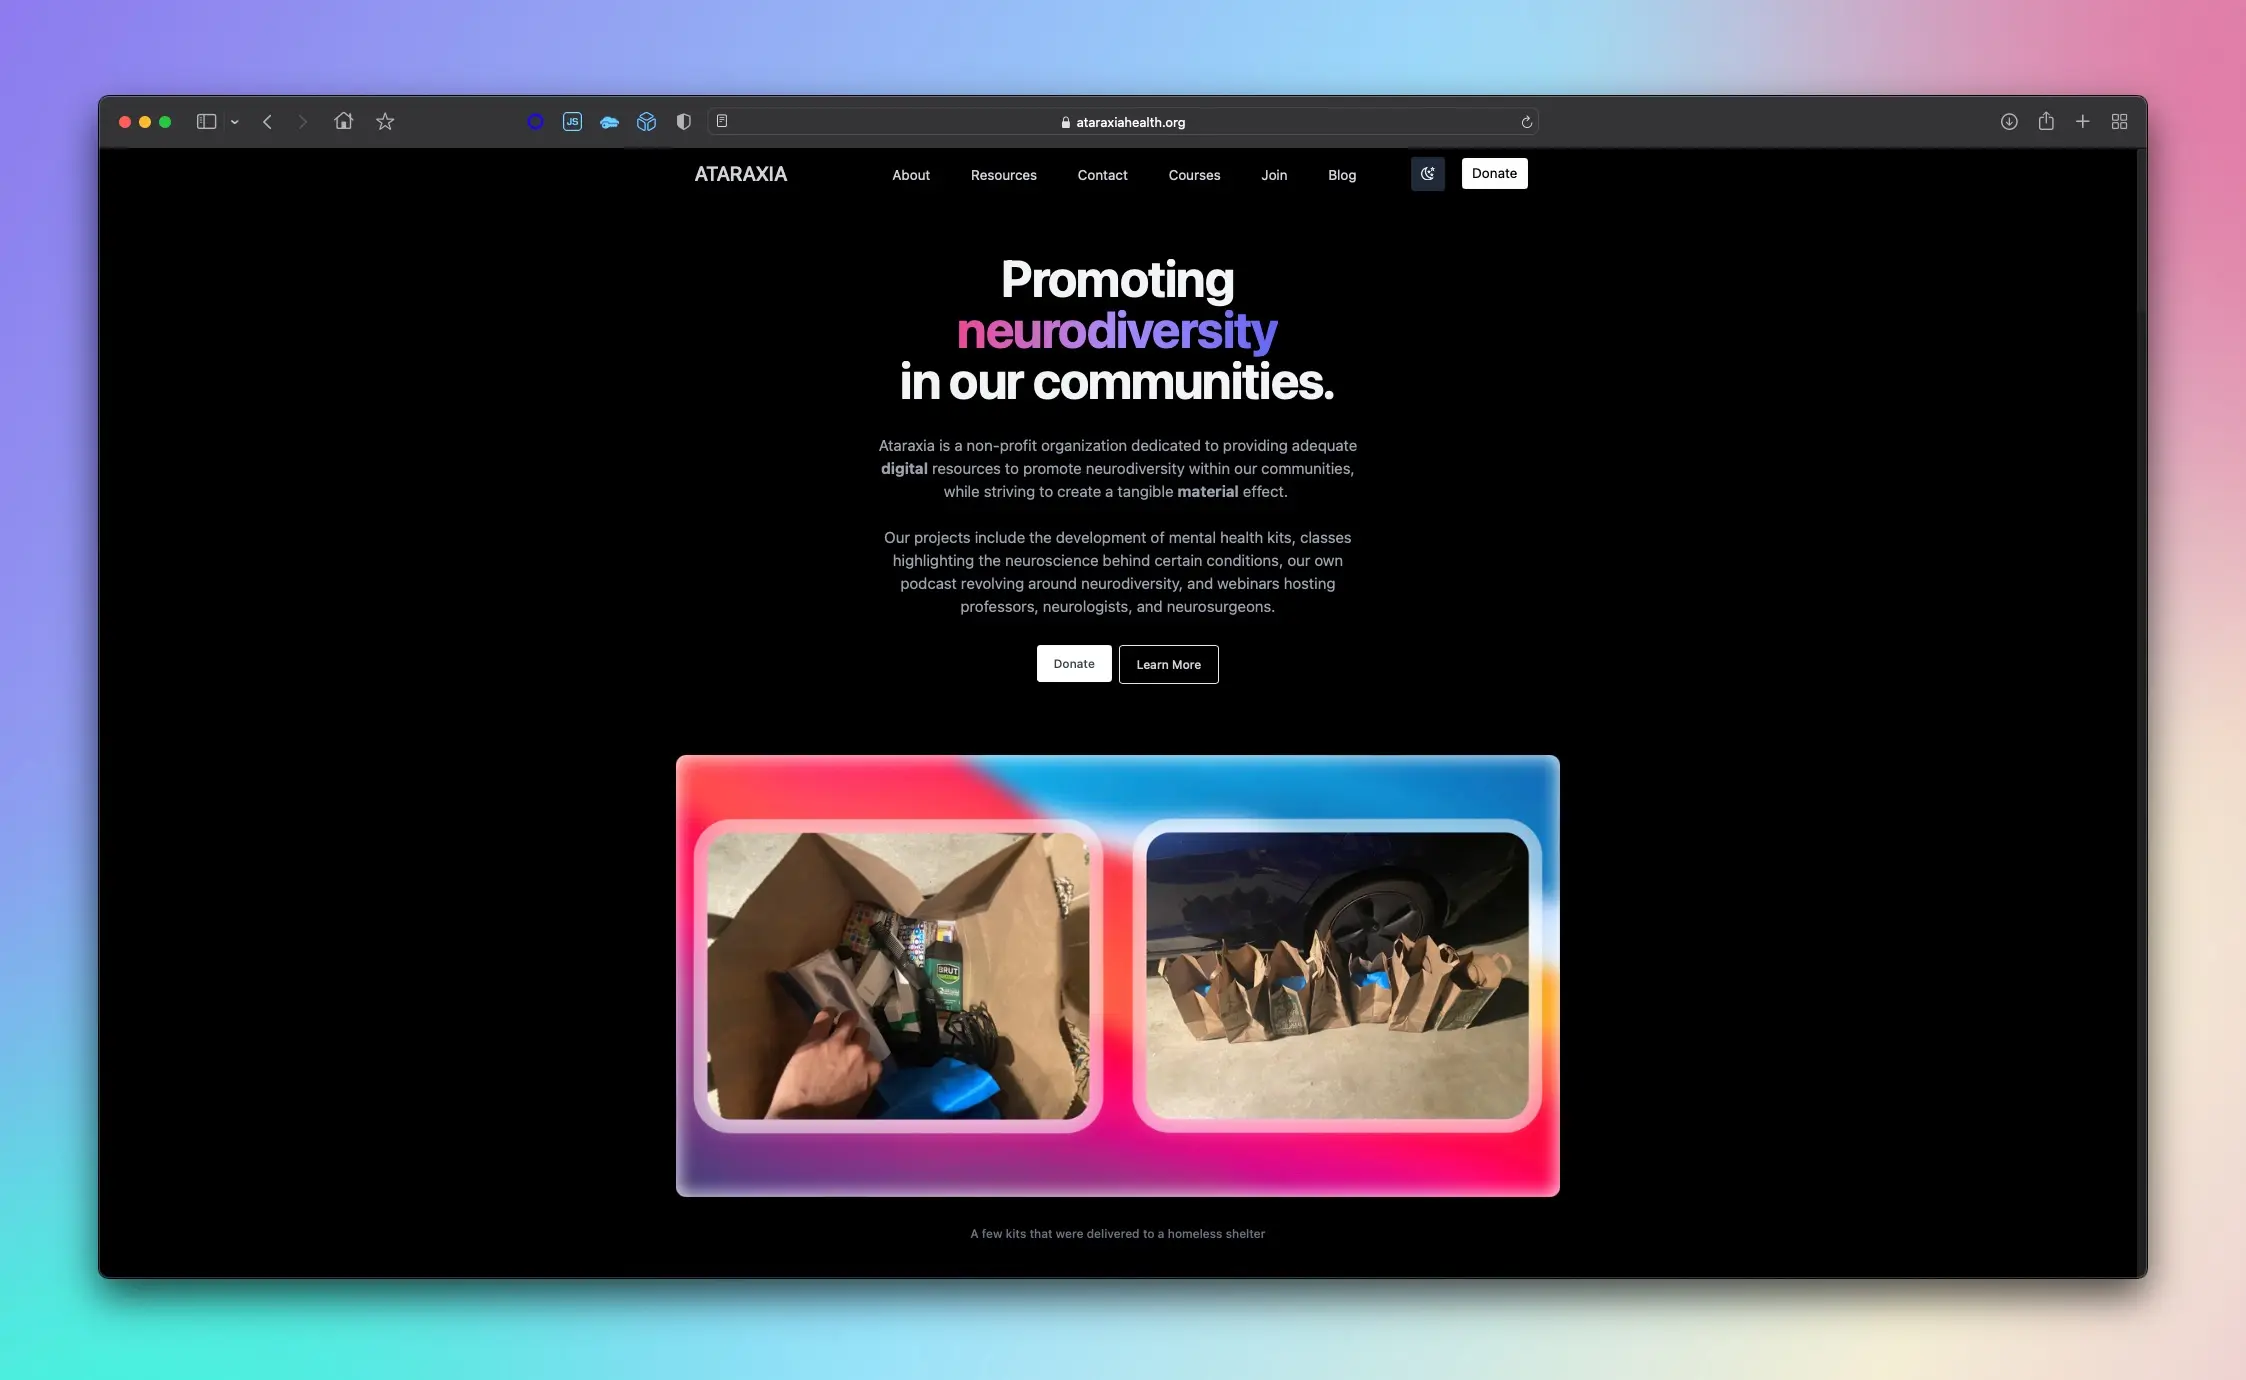 JS
ataraxiahealth.org
ATARAXIA
About
Resources
Contact
Courses
Join
Blog
Donate
Promoting
neurodiversity
in our communities.
Ataraxia is a non-profit organization dedicated to providing adequate
digital resources to promote neurodiversity within our communities,
while striving to create a tangible material effect.
Our projects include the development of mental health kits, classes
highlighting the neuroscience behind certain conditions, our own
podcast revolving around neurodiversity, and webinars hosting
professors, neurologists, and neurosurgeons.
Donate
Learn More
BRUT
A few kits that were delivered to a homeless shelter